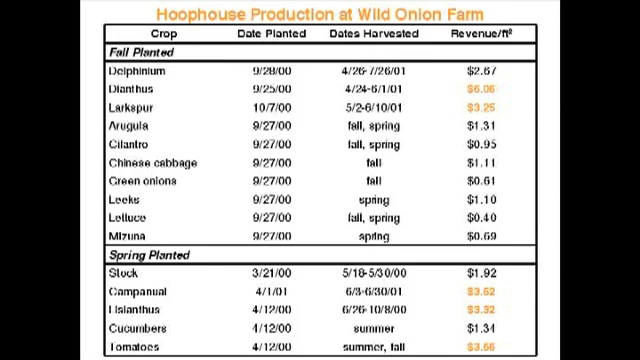 Hoophouse Production at Wild Onion Farm
Crop Date Planted Dates Harvested Revenue/ft²
Fall Planted
Delphinium 9/28/00 4/26-7/26/01 $2.67
Dianthus 9/25/00 4/24-6/1/01 $6.06
Larkspur 10/7/00 5/2-6/10/01 $3.25
Arugula 9/27/00 fall, spring $1.31
Cilantro 9/27/00 fall, spring $0.95
Chinese cabbage 9/27/00 fall $1.11
Green onions 9/27/00 fall $0.61
Leeks 9/27/00 spring $1.10
Lettuce 9/27/00 fall, spring $0.40
Mizuna 9/27/00 spring $0.69
Spring Planted
Stock 3/21/00 5/18-5/30/00 $1.92
Campanual 4/1/01 6/3-6/30/01 $3.62
Lisianthus 4/12/00 6/26-10/8/00 $3.32
Cucumbers 4/12/00 summer $1.34
Tomatoes 4/12/00 summer, fall $3.66